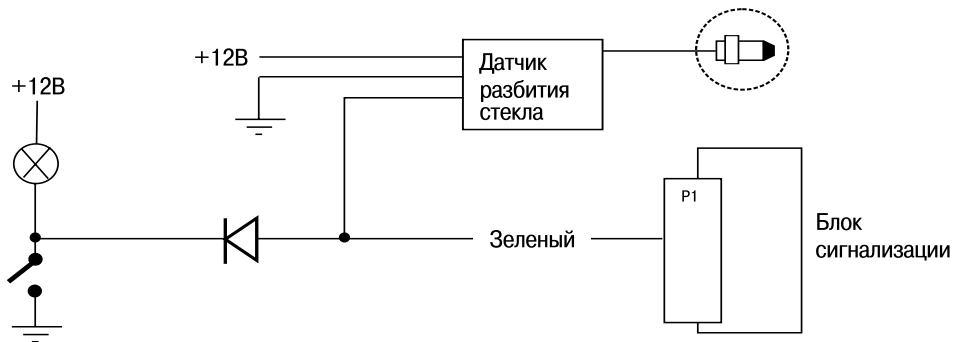 +12В
Датчик
разбития
стекла
+12В
P1
Зеленый
Блок
сигнализации